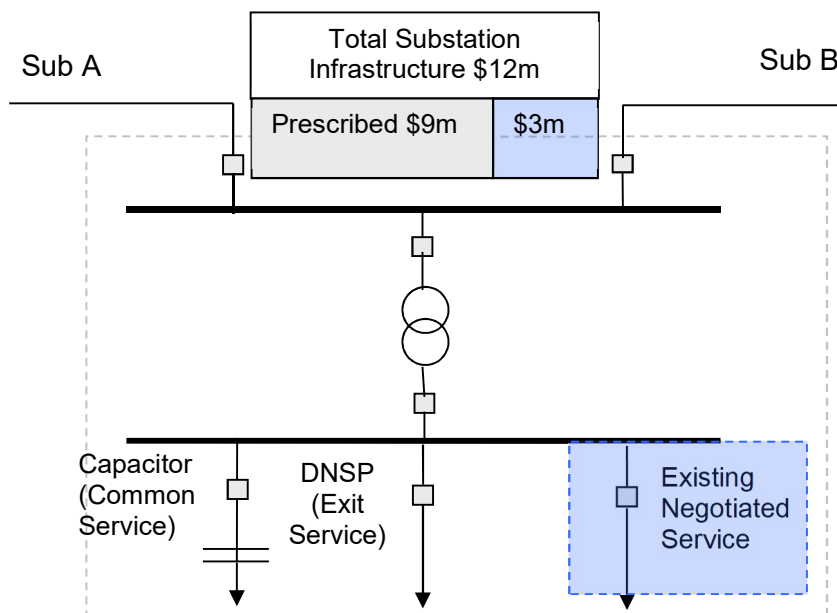 Sub A
Total Substation
Infrastructure $12m
Sub B
Prescribed $9m
$3m
Capacitor
(Common
Service)
DNSP
(Exit
Service)
Existing
Negotiated
Service